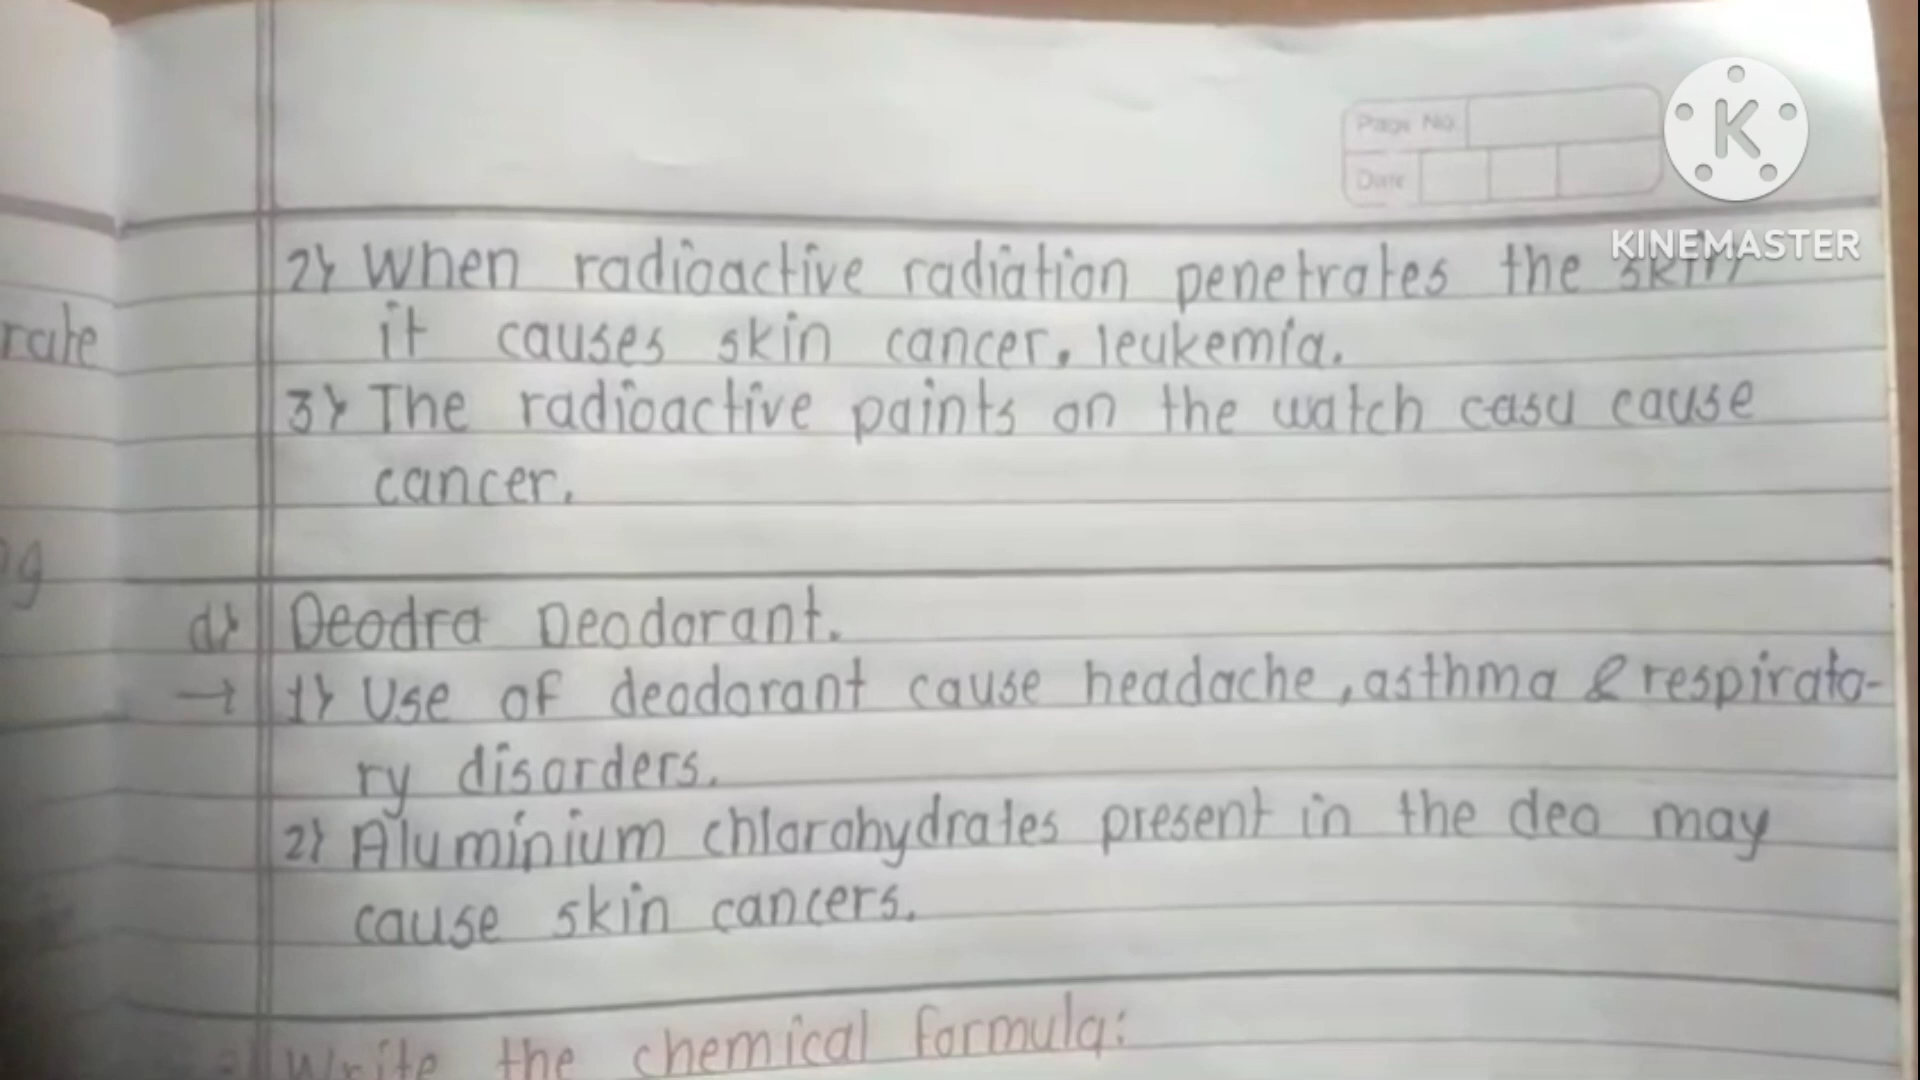 Page No.
Date
K
KINEMASTER
2} When radioactive radiation penetrates the skin
it causes skin cancer, leukemia.
3} The radioactive paints on the watch casu cause
cancer.
d} Deodra Deodorant.
→ 1} Use of deodorant cause headache, asthma & respirato-
ry disorders.
2} Aluminium chlorohydrates present in the deo may
cause skin cancers.
Write the chemical formula:
rate